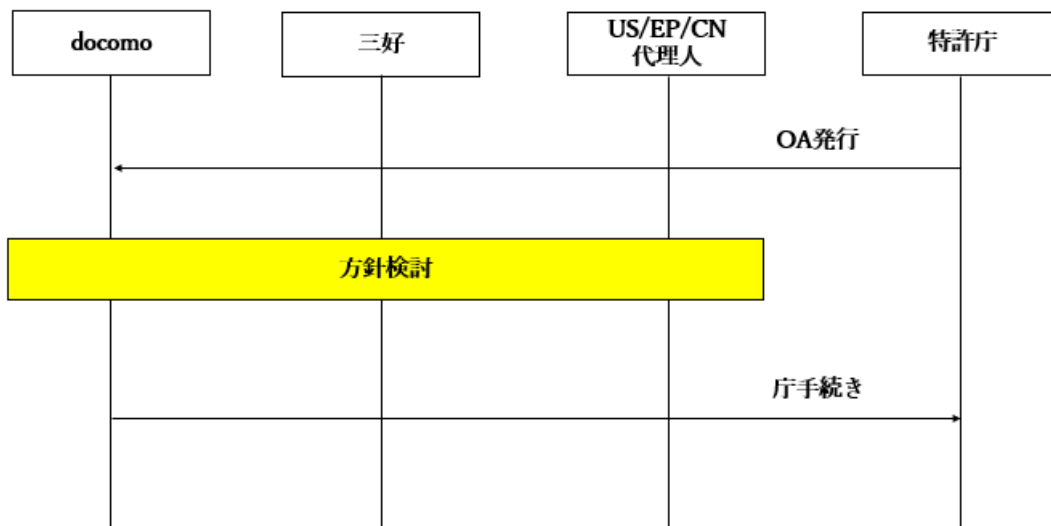 docomo
三好
US/EP/CN
代理人
特許庁
OA発行
方針検討
庁手続き